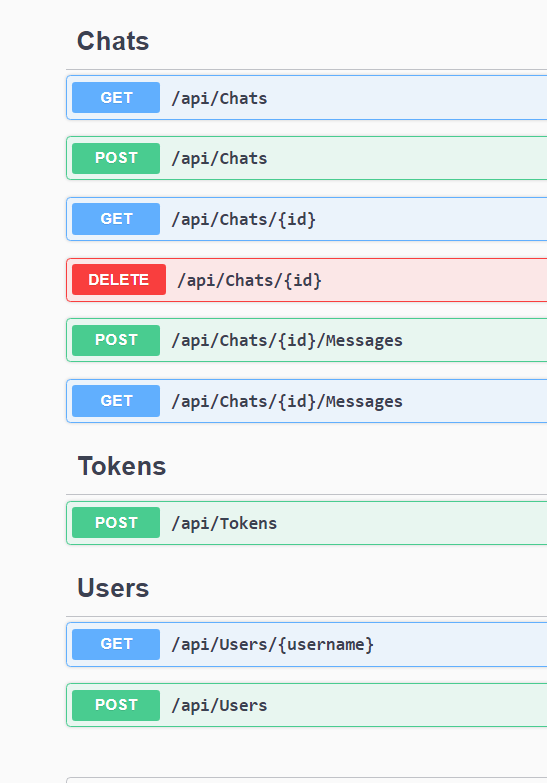 Chats
GET /api/Chats
POST /api/Chats
GET /api/Chats/{id}
DELETE /api/Chats/{id}
POST /api/Chats/{id}/Messages
GET /api/Chats/{id}/Messages
Tokens
POST /api/Tokens
Users
GET /api/Users/{username}
POST /api/Users